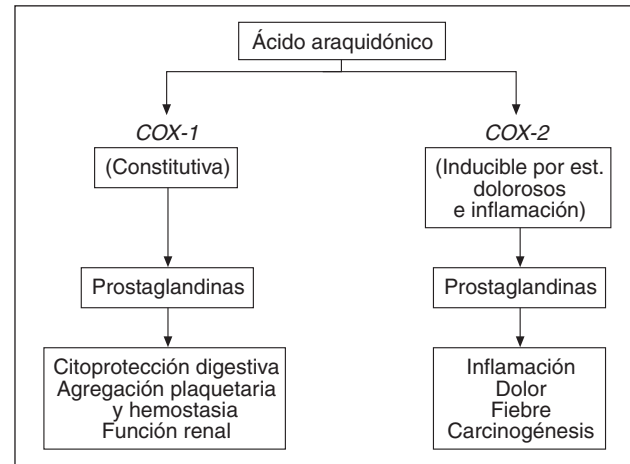 Ácido araquidónico
COX-1
(Constitutiva)
Prostaglandinas
Citoprotección digestiva
Agregación plaquetaria
y hemostasia
Función renal
COX-2
(Inducible por est.
dolorosos
e inflamación)
Prostaglandinas
Inflamación
Dolor
Fiebre
Carcinogénesis